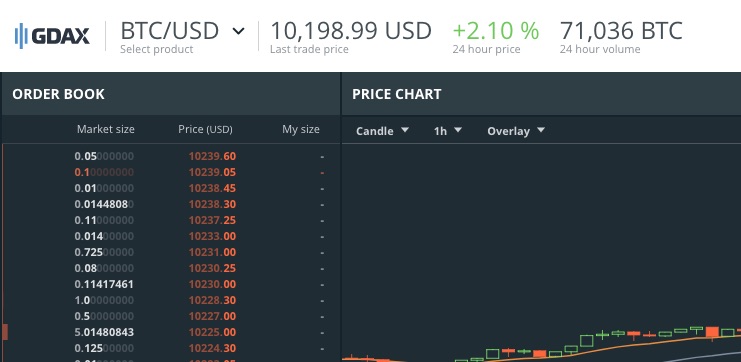 GDAX
BTC/USD
Select product
10,198.99 USD
Last trade price
+2.10 %
24 hour price
71,036 BTC
24 hour volume
ORDER BOOK
PRICE CHART
Market size Price (USD) My size
Candle 1h Overlay
0.05000000 10239.60 -
0.10000000 10239.05 -
0.01000000 10238.45 -
0.01448080 10238.30 -
0.11000000 10237.25 -
0.01400000 10233.00 -
0.72500000 10231.00 -
0.08000000 10230.25 -
0.11417461 10230.00 -
1.00000000 10228.30 -
0.50000000 10227.00 -
5.01480843 10225.00 -
0.12500000 10224.30 -